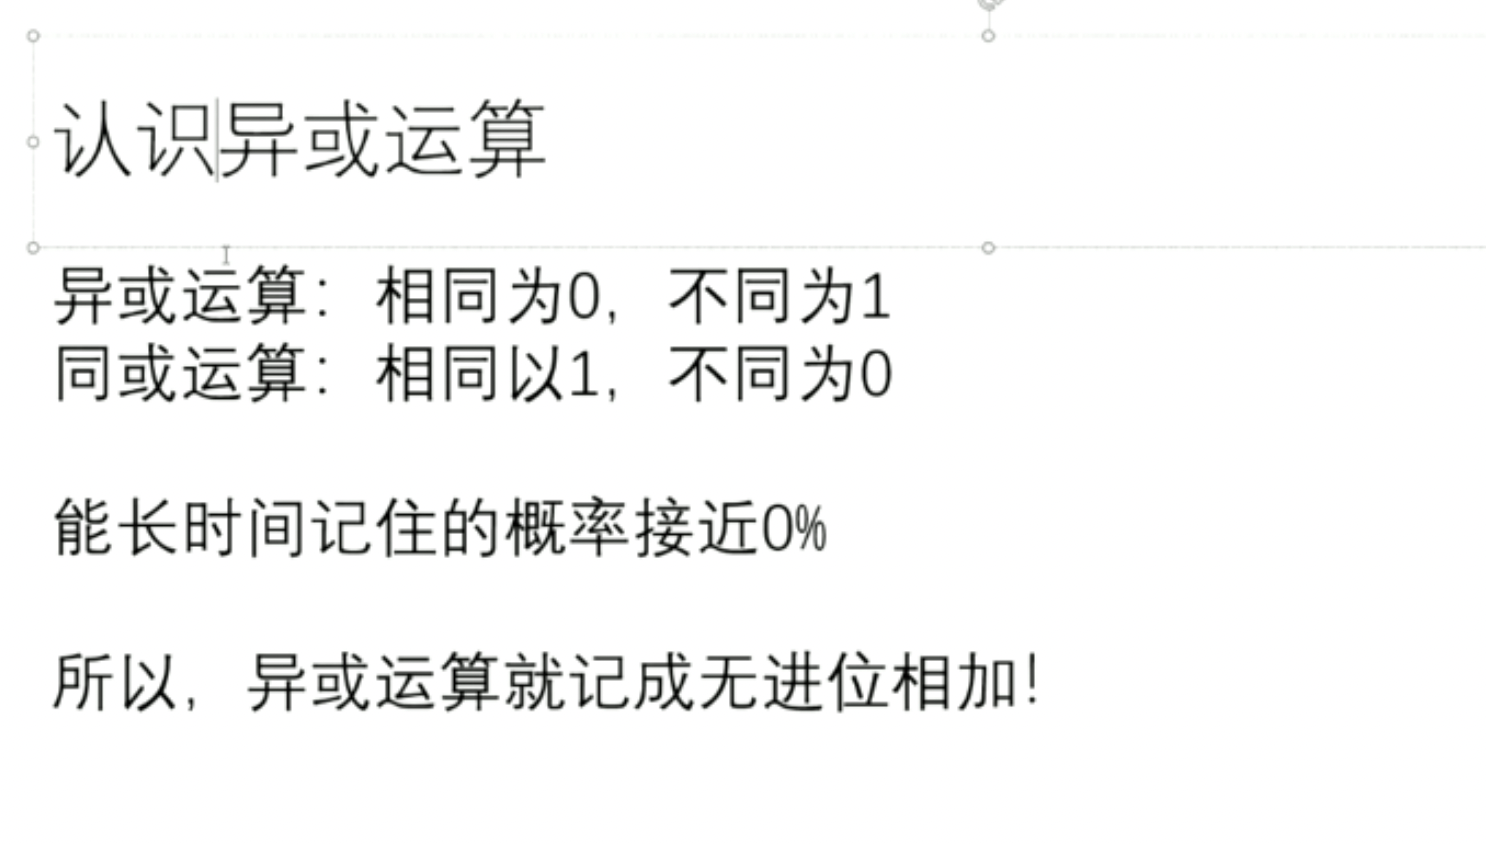 认识异或运算
异或运算：相同为0，不同为1
同或运算：相同以1，不同为0
能长时间记住的概率接近0%
所以，异或运算就记成无进位相加！